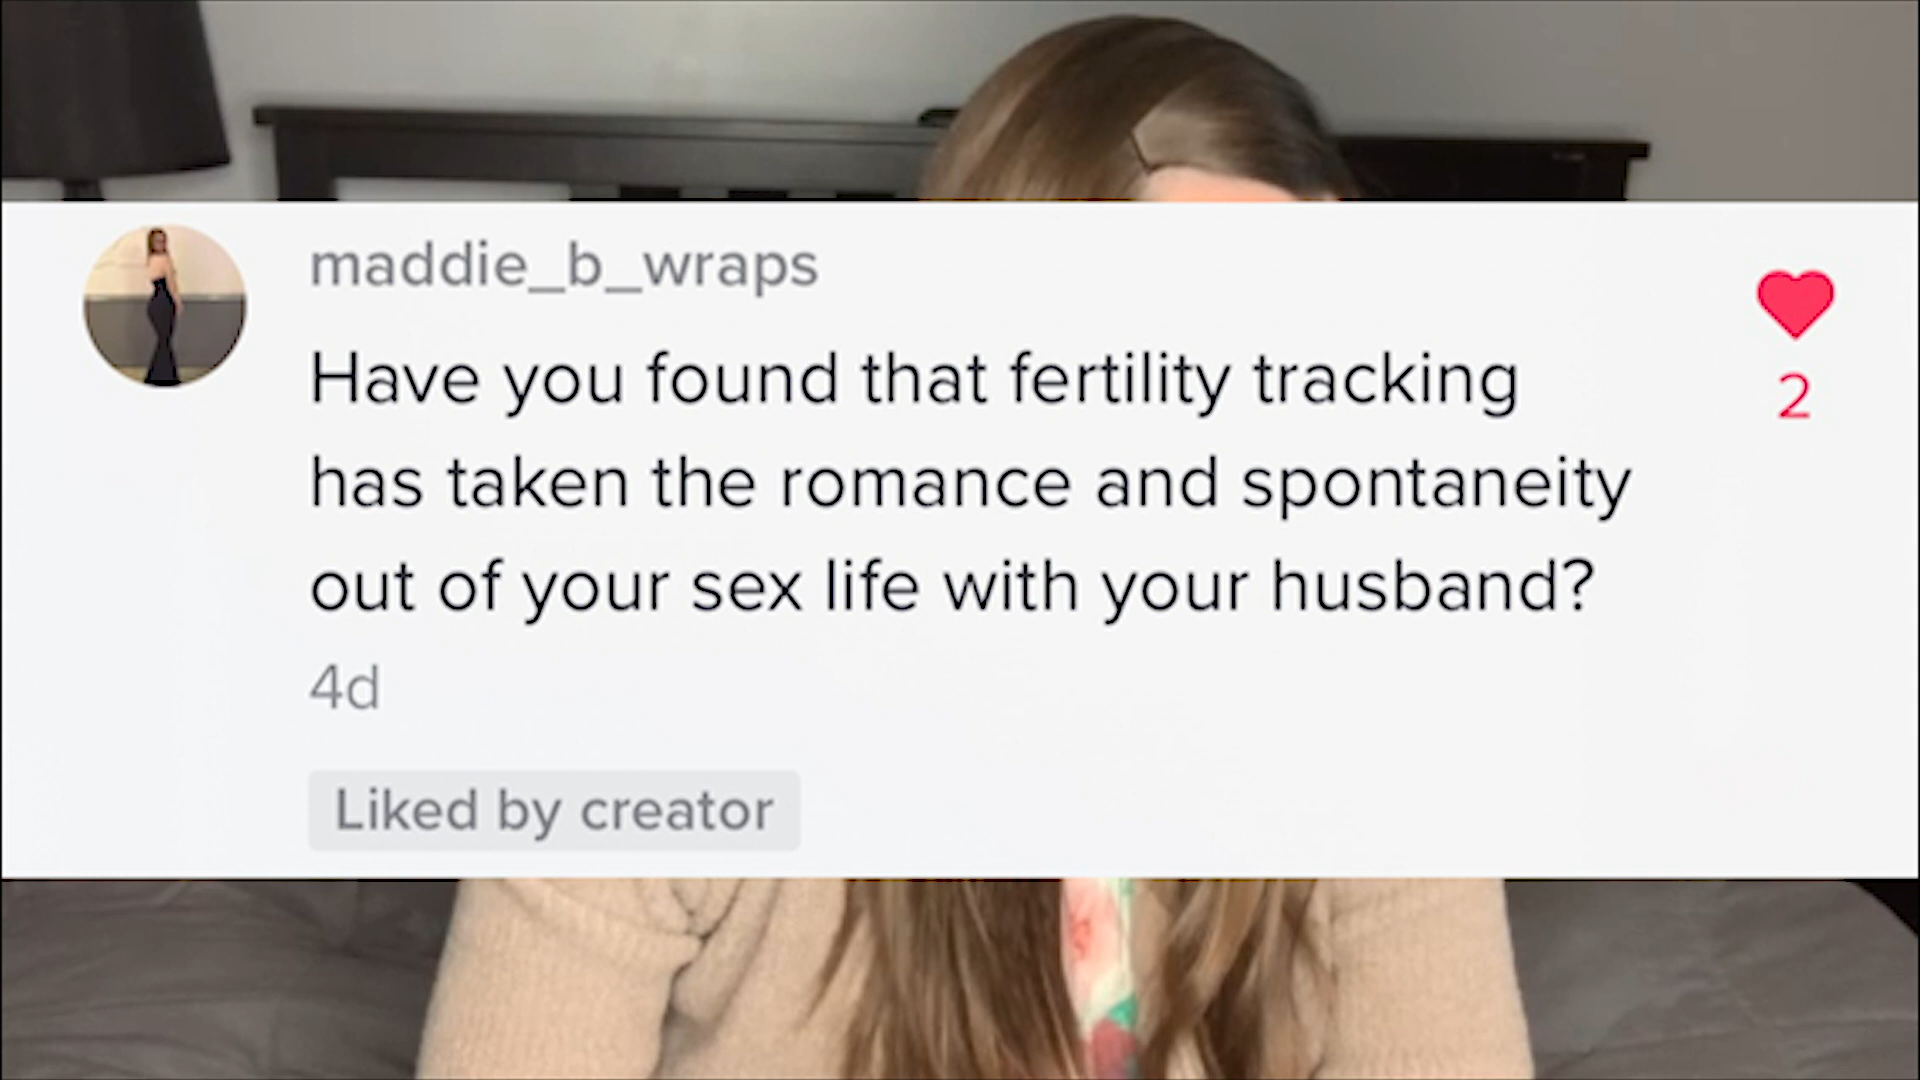 maddie_b_wraps
Have you found that fertility tracking
has taken the romance and spontaneity
out of your sex life with your husband?
4d
2
Liked by creator